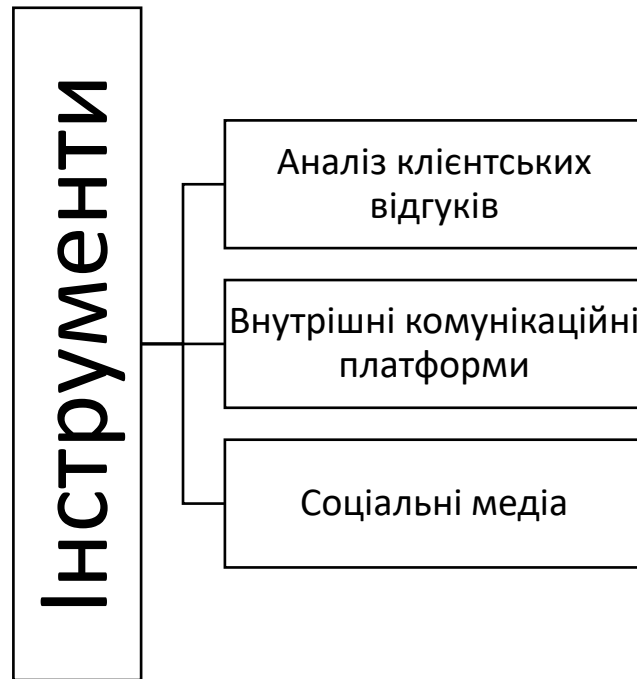 Інструменти
Аналіз клієнтських
відгуків
Внутрішні комунікаційні
платформи
Соціальні медіа